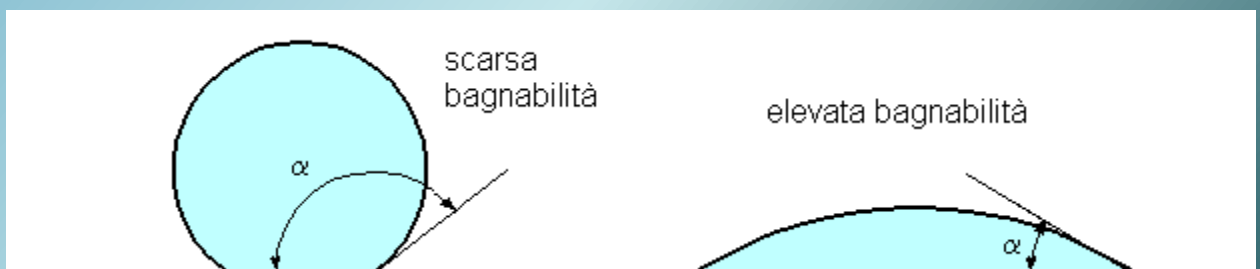 scarsa
bagnabilità
elevata bagnabilità
α
α